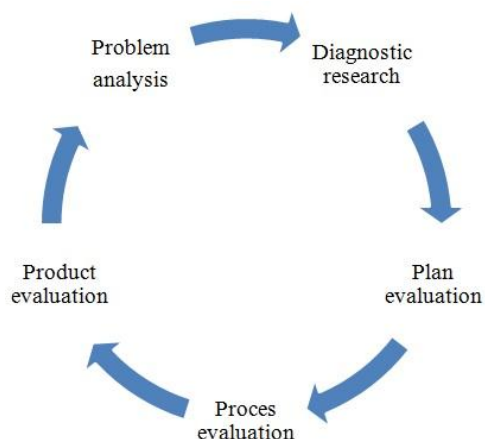 Problem
analysis
Diagnostic
research
Plan
evaluation
Proces
evaluation
Product
evaluation